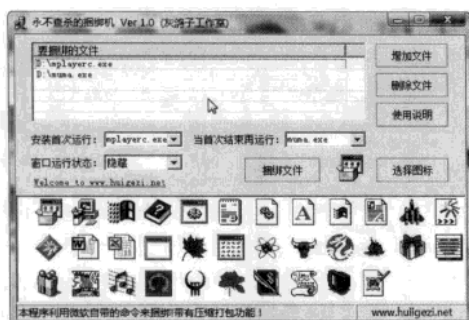 永不查杀的捆绑机 Ver 1.0 (灰鸽子工作室)
要捆绑的文件
D:\mplayerc.exe
D:\muma.exe
增加文件
删除文件
使用说明
安装首次运行: mplayerc.exe 当首次结束再运行: muma.exe
窗口运行状态: 隐藏 捆绑文件 选择图标
Welcome to www.huigezi.net
本程序利用微软自带的命令来捆绑!带有压缩打包功能! www.huligezi.net